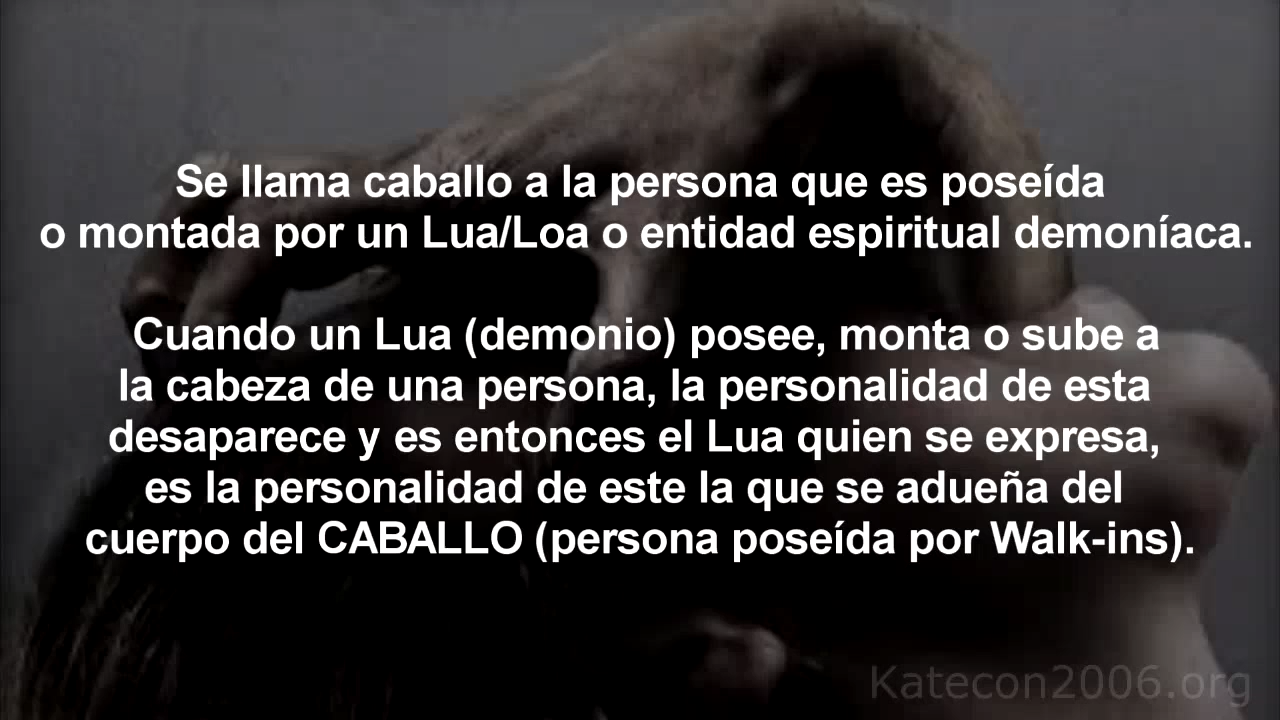 Se llama caballo a la persona que es poseída
o montada por un Lua/Loa o entidad espiritual demoníaca.
Cuando un Lua (demonio) posee, monta o sube a
la cabeza de una persona, la personalidad de esta
desaparece y es entonces el Lua quien se expresa,
es la personalidad de este la que se adueña del
cuerpo del CABALLO (persona poseída por Walk-ins).
Katecon2006.org